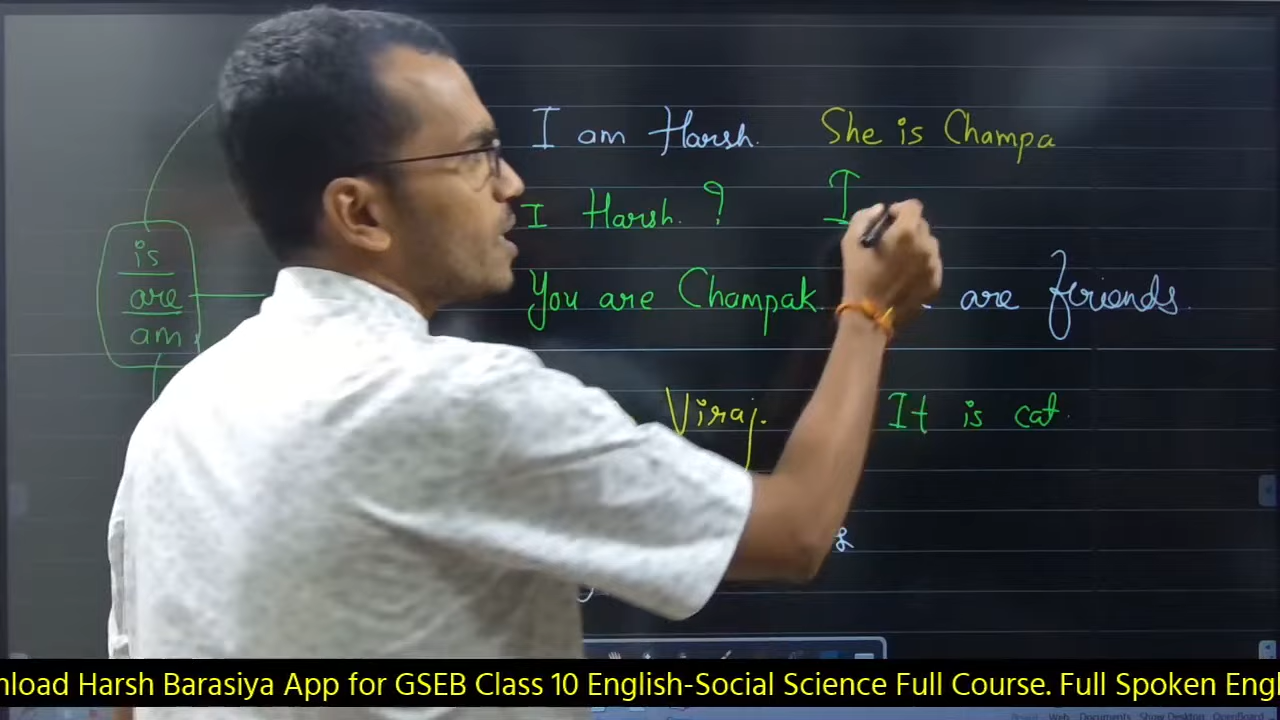 I am Harsh. She is Champa
I Harsh. ? I
is
are
am
You are Champak. are friends.
Viraj. It is cat.
nload Harsh Barasiya App for GSEB Class 10 English-Social Science Full Course. Full Spoken Engl